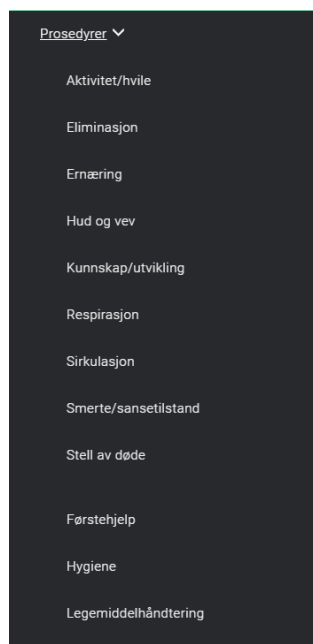 Prosedyrer
Aktivitet/hvile
Eliminasjon
Ernæring
Hud og vev
Kunnskap/utvikling
Respirasjon
Sirkulasjon
Smerte/sansetilstand
Stell av døde
Førstehjelp
Hygiene
Legemiddelhåndtering